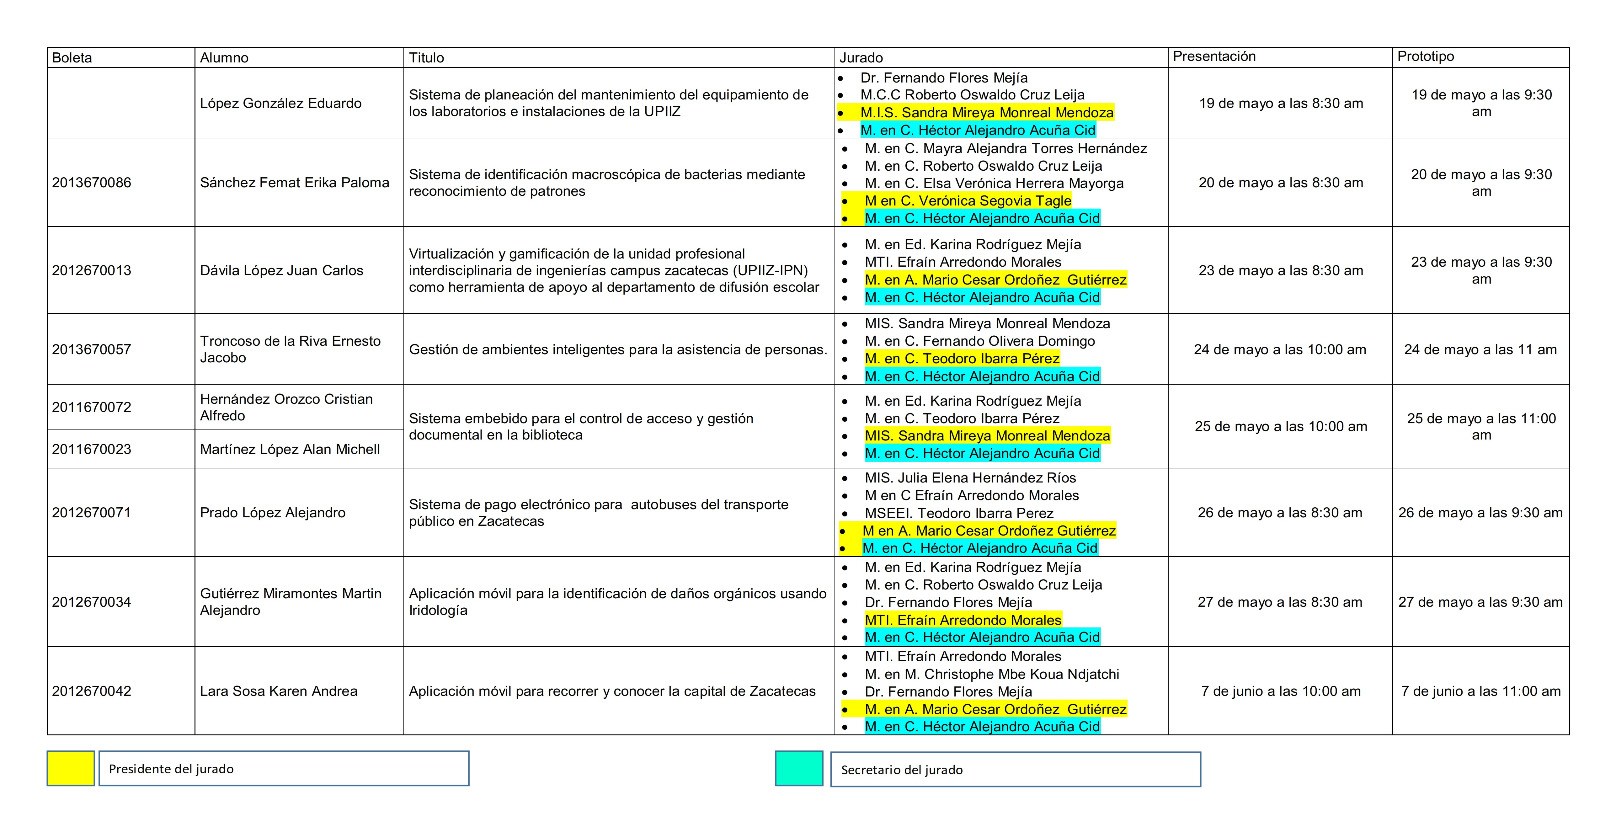 Boleta
Alumno
Titulo
Jurado
Presentación
Prototipo
López González Eduardo
Sistema de planeación del mantenimiento del equipamiento de
los laboratorios e instalaciones de la UPIIZ
• Dr. Fernando Flores Mejía
• M.C.C Roberto Oswaldo Cruz Leija
• M.I.S. Sandra Mireya Monreal Mendoza
• M. en C. Héctor Alejandro Acuña Cid
19 de mayo a las 8:30 am
19 de mayo a las 9:30
am
2013670086
Sánchez Femat Erika Paloma
Sistema de identificación macroscópica de bacterias mediante
reconocimiento de patrones
• M. en C. Mayra Alejandra Torres Hernández
• M. en C. Roberto Oswaldo Cruz Leija
• M. en C. Elsa Verónica Herrera Mayorga
• M en C. Verónica Segovia Tagle
• M. en C. Héctor Alejandro Acuña Cid
20 de mayo a las 8:30 am
20 de mayo a las 9:30
am
2012670013
Dávila López Juan Carlos
Virtualización y gamificación de la unidad profesional
interdisciplinaria de ingenierías campus zacatecas (UPIIZ-IPN)
como herramienta de apoyo al departamento de difusión escolar
• M. en Ed. Karina Rodríguez Mejía
• MTI. Efraín Arredondo Morales
• M. en A. Mario Cesar Ordoñez  Gutiérrez
• M. en C. Héctor Alejandro Acuña Cid
23 de mayo a las 8:30 am
23 de mayo a las 9:30
am
2013670057
Troncoso de la Riva Ernesto
Jacobo
Gestión de ambientes inteligentes para la asistencia de personas.
• MIS. Sandra Mireya Monreal Mendoza
• M. en C. Fernando Olivera Domingo
• M. en C. Teodoro Ibarra Pérez
• M. en C. Héctor Alejandro Acuña Cid
24 de mayo a las 10:00 am
24 de mayo a las 11 am
2011670072
Hernández Orozco Cristian
Alfredo
2011670023
Martínez López Alan Michell
Sistema embebido para el control de acceso y gestión
documental en la biblioteca
• M. en Ed. Karina Rodríguez Mejía
• M. en C. Teodoro Ibarra Pérez
• MIS. Sandra Mireya Monreal Mendoza
• M. en C. Héctor Alejandro Acuña Cid
25 de mayo a las 10:00 am
25 de mayo a las 11:00
am
2012670071
Prado López Alejandro
Sistema de pago electrónico para  autobuses del transporte
público en Zacatecas
• MIS. Julia Elena Hernández Ríos
• M en C Efraín Arredondo Morales
• MSEEI. Teodoro Ibarra Perez
• M en A. Mario Cesar Ordoñez Gutiérrez
• M. en C. Héctor Alejandro Acuña Cid
26 de mayo a las 8:30 am
26 de mayo a las 9:30 am
2012670034
Gutiérrez Miramontes Martin
Alejandro
Aplicación móvil para la identificación de daños orgánicos usando
Iridología
• M. en Ed. Karina Rodríguez Mejía
• M. en C. Roberto Oswaldo Cruz Leija
• Dr. Fernando Flores Mejía
• MTI. Efraín Arredondo Morales
• M. en C. Héctor Alejandro Acuña Cid
27 de mayo a las 8:30 am
27 de mayo a las 9:30 am
2012670042
Lara Sosa Karen Andrea
Aplicación móvil para recorrer y conocer la capital de Zacatecas
• MTI. Efraín Arredondo Morales
• M. en M. Christophe Mbe Koua Ndjatchi
• Dr. Fernando Flores Mejía
• M. en A. Mario Cesar Ordoñez  Gutiérrez
• M. en C. Héctor Alejandro Acuña Cid
7 de junio a las 10:00 am
7 de junio a las 11:00 am
Presidente del jurado
Secretario del jurado